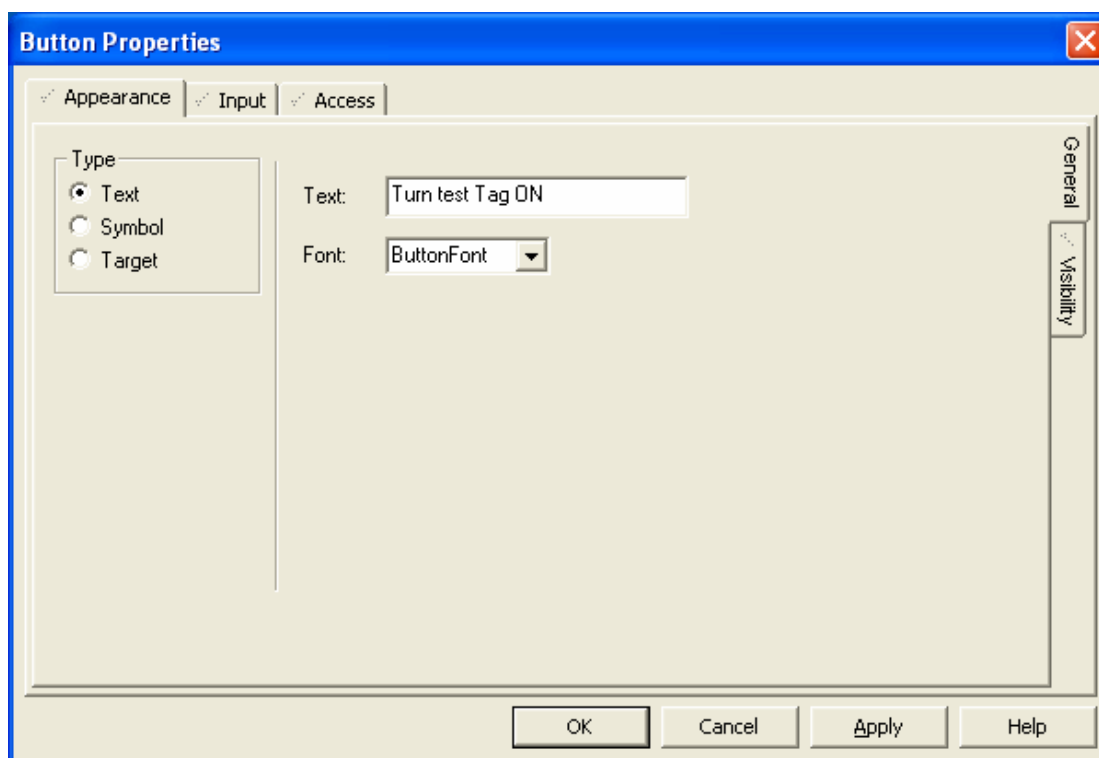 Button Properties
Appearance Input Access
Type
Text
Symbol
Target
Text: Turn test Tag ON
Font: ButtonFont
General
Visibility
OK Cancel Apply Help